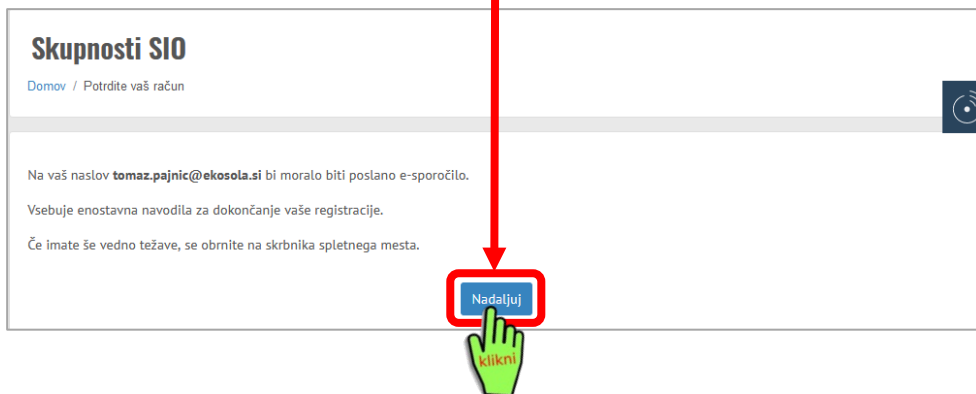 Skupnosti SIO
Domov / Potrdite vaš račun
Na vaš naslov tomaz.pajnic@ekosola.si bi moralo biti poslano e-sporočilo.
Vsebuje enostavna navodila za dokončanje vaše registracije.
Če imate še vedno težave, se obrnite na skrbnika spletnega mesta.
Nadaljuj
klikni